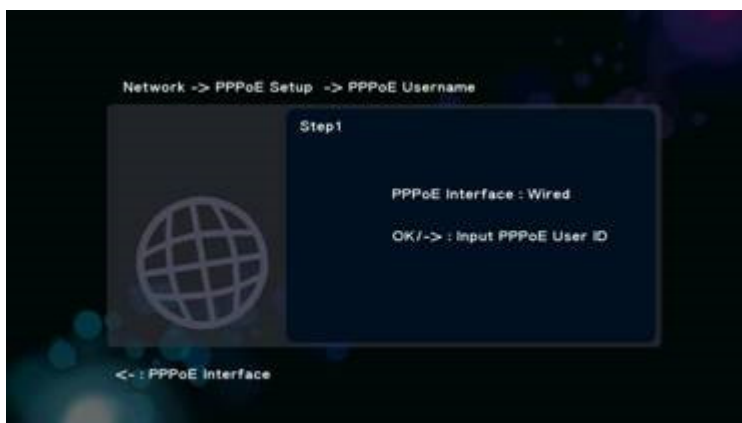 Network -> PPPoE Setup -> PPPoE Username
Step1
PPPoE Interface : Wired
OK/-> : Input PPPoE User ID
<- : PPPoE Interface